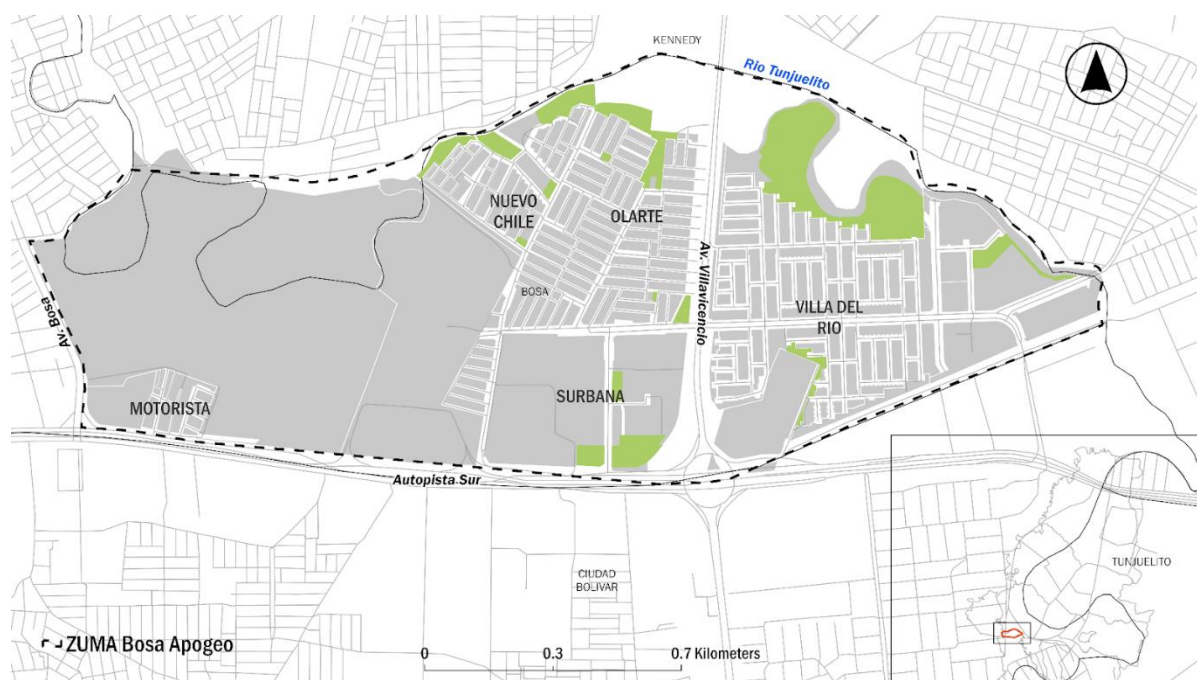 KENNEDY
Rio Tunjuelito
NUEVO
CHILE
OLARTE
BOSA
Av. Villavicencio
VILLA DEL
RIO
Av. Bosa
MOTORISTA
SURBANA
Autopista Sur
CIUDAD
BOLIVAR
TUNJUELITO
ZUMA Bosa Apogeo
0 0.3 0.7 Kilometers